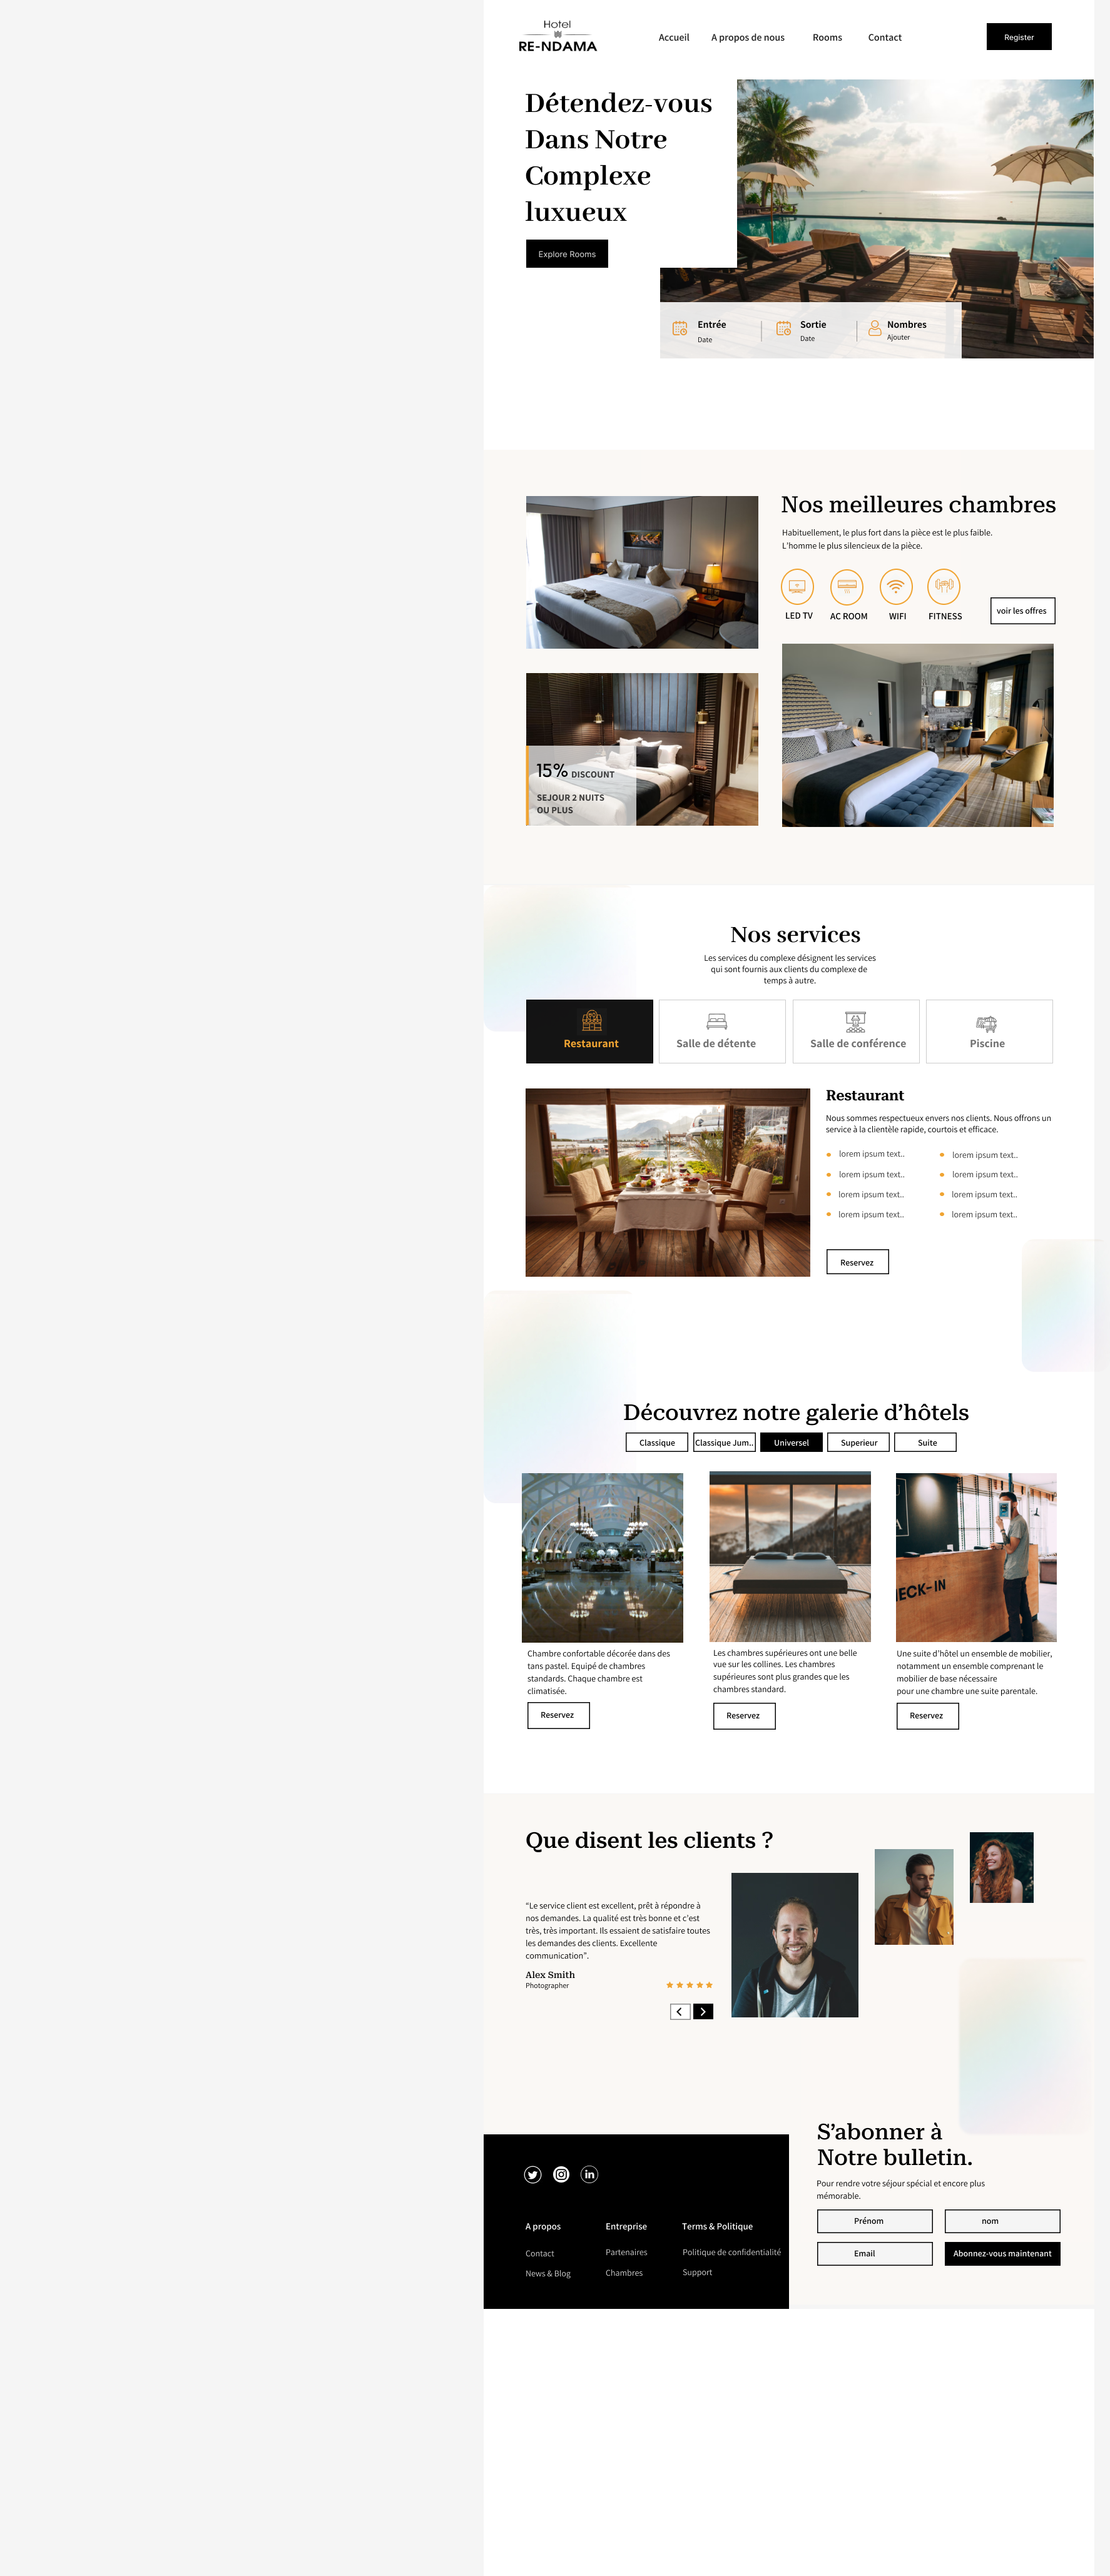 Hotel
RE-NDAMA
Accueil
A propos de nous
Rooms
Contact
Register
Détendez-vous
Dans Notre
Complexe
luxueux
Explore Rooms
Entrée
Date
Sortie
Date
Nombres
Ajouter
Nos meilleures chambres
Habituellement, le plus fort dans la pièce est le plus faible.
L'homme le plus silencieux de la pièce.
LED TV
AC ROOM
WIFI
FITNESS
voir les offres
15% DISCOUNT
SEJOUR 2 NUITS
OU PLUS
Nos services
Les services du complexe désignent les services
qui sont fournis aux clients du complexe de
temps à autre.
Restaurant
Salle de détente
Salle de conférence
Piscine
Restaurant
Nous sommes respectueux envers nos clients. Nous offrons un
service à la clientèle rapide, courtois et efficace.
lorem ipsum text..
lorem ipsum text..
lorem ipsum text..
lorem ipsum text..
lorem ipsum text..
lorem ipsum text..
lorem ipsum text..
lorem ipsum text..
Reservez
Découvrez notre galerie d’hôtels
Classique
Classique Jum..
Universel
Superieur
Suite
HECK-IN
Chambre confortable décorée dans des
tans pastel. Equipé de chambres
standards. Chaque chambre est
climatisée.
Reservez
Les chambres supérieures ont une belle
vue sur les collines. Les chambres
supérieures sont plus grandes que les
chambres standard.
Reservez
Une suite d’hôtel un ensemble de mobilier,
notamment un ensemble comprenant le
mobilier de base nécessaire
pour une chambre une suite parentale.
Reservez
Que disent les clients ?
“Le service client est excellent, prêt à répondre à
nos demandes. La qualité est très bonne et c’est
très, très important. Ils essaient de satisfaire toutes
les demandes des clients. Excellente
communication”.
Alex Smith
Photographer
S’abonner à
Notre bulletin.
Pour rendre votre séjour spécial et encore plus
mémorable.
Prénom
nom
Email
Abonnez-vous maintenant
in
A propos
Contact
News & Blog
Entreprise
Partenaires
Chambres
Terms & Politique
Politique de confidentialité
Support